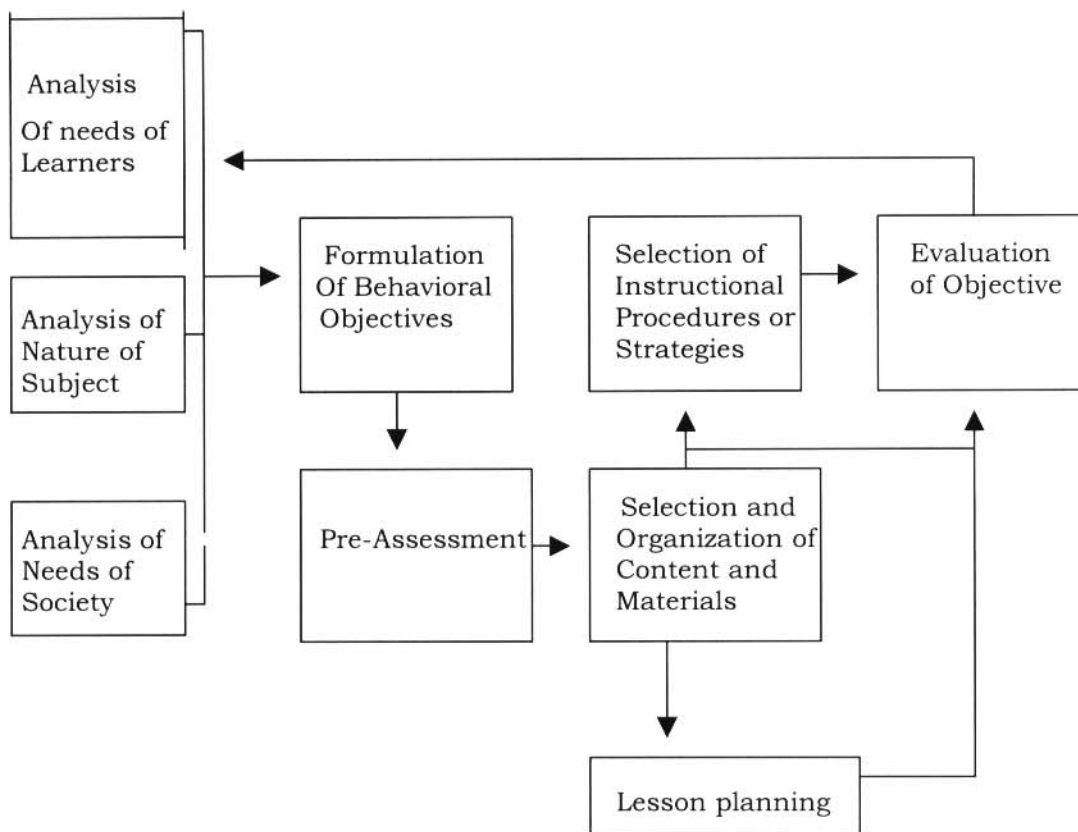 Analysis
Of needs of
Learners
Formulation
Of Behavioral
Objectives
Selection of
Instructional
Procedures or
Strategies
Evaluation
of Objective
Analysis of
Nature of
Subject
Pre-Assessment
Selection and
Organization of
Content and
Materials
Analysis of
Needs of
Society
Lesson planning